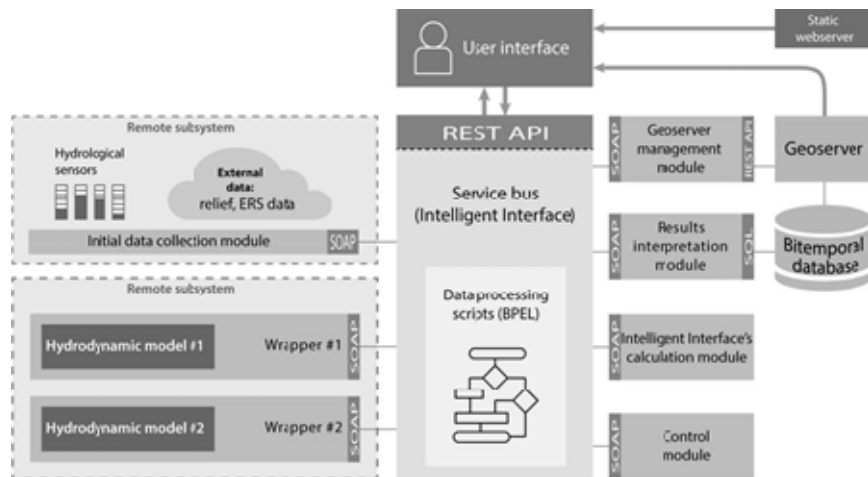 Static
webserver
User interface
Remote subsystem
Hydrological
sensors
External
data:
relief, ERS data
Initial data collection module
SOAP
REST API
Service bus
(Intelligent Interface)
Data processing
scripts (BPEL)
SOAP
Geoserver
management
module
REST API
Geoserver
SOAP
Results
interpretation
module
SQL
Bitemporal
database
Remote subsystem
Hydrodynamic model #1
Wrapper #1
SOAP
Hydrodynamic model #2
Wrapper #2
SOAP
SOAP
Intelligent Interface's
calculation module
SOAP
Control
module